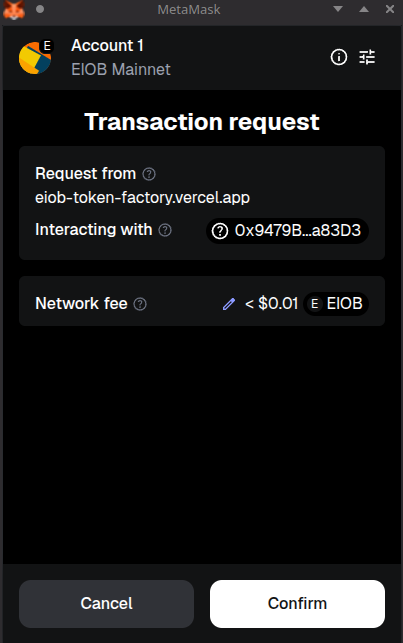 MetaMask
E
Account 1
EIOB Mainnet
Transaction request
Request from
eiob-token-factory.vercel.app
Interacting with 0x9479B...a83D3
Network fee < $0.01 E EIOB
Cancel Confirm